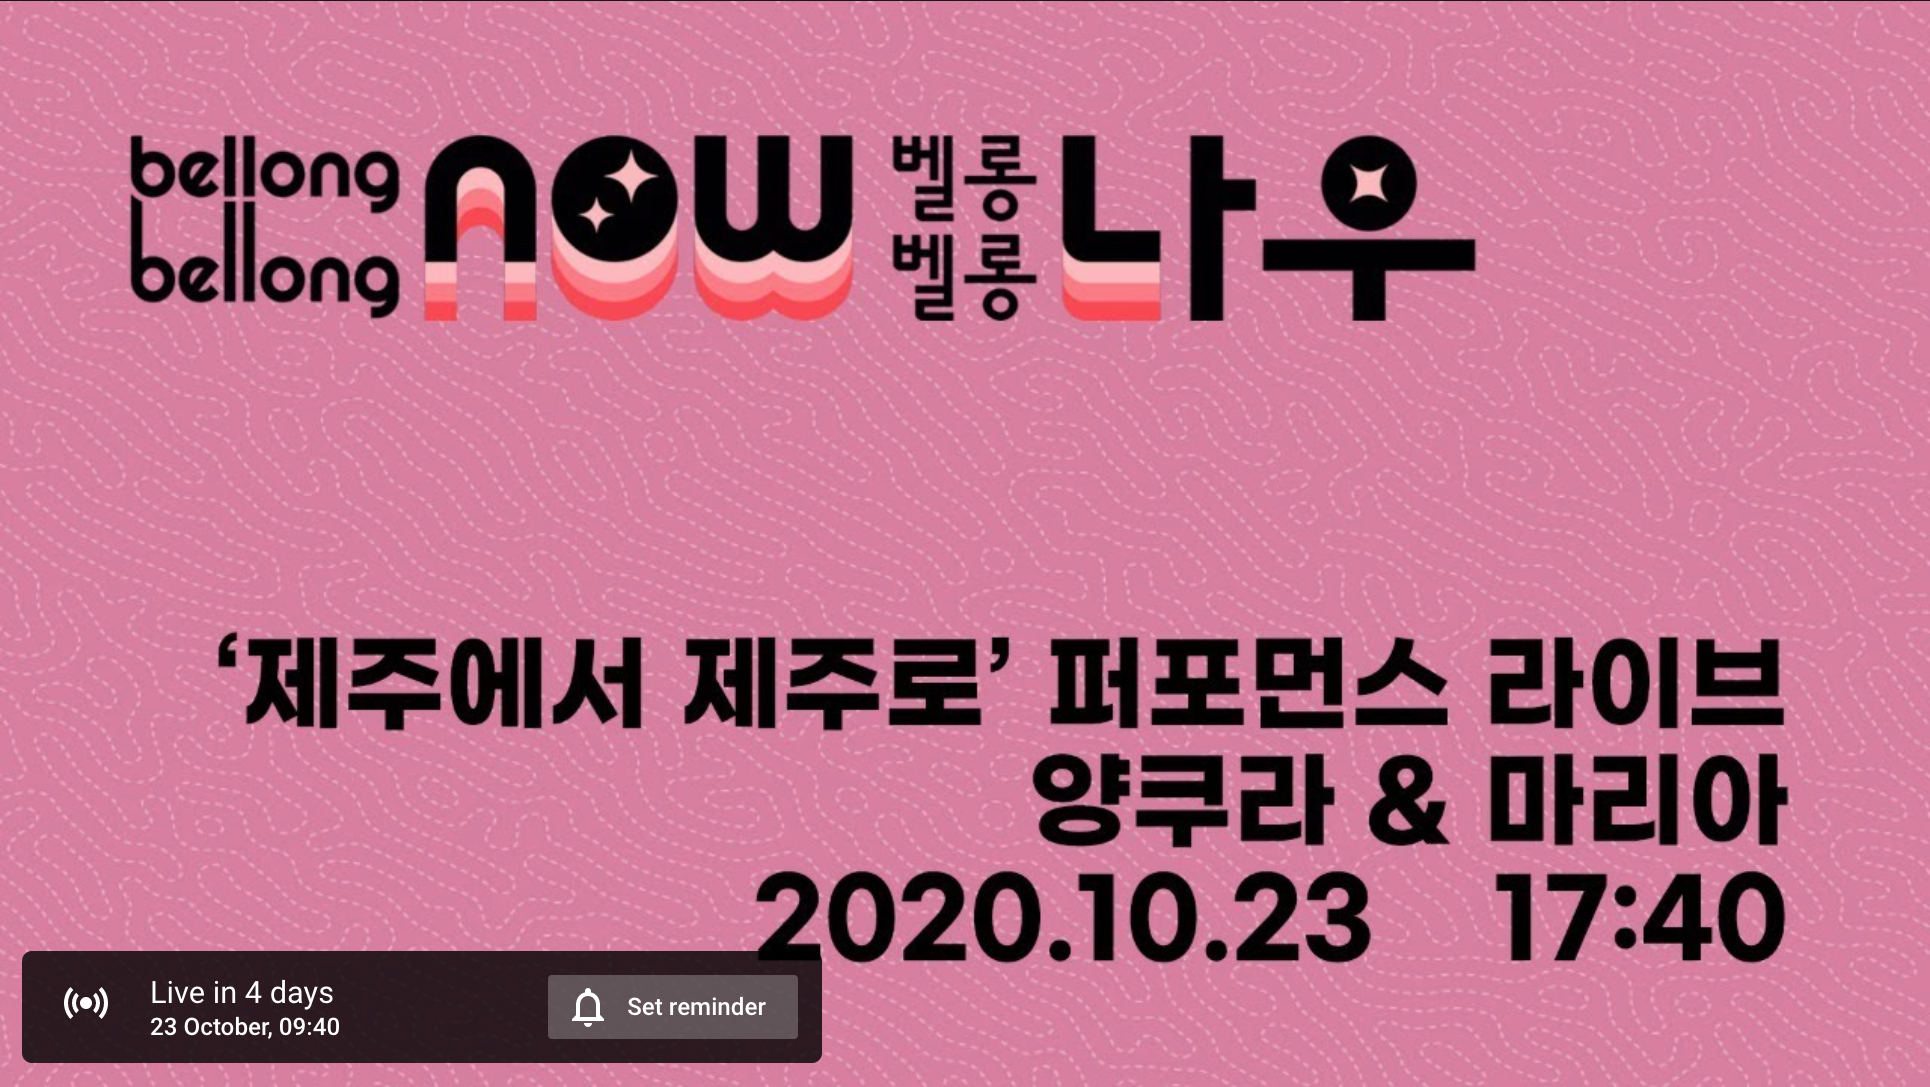 bellong
bellong
now
벨롱
벨롱
나우
‘제주에서 제주로’ 퍼포먼스 라이브
양쿠라 & 마리아
2020.10.23 17:40
Live in 4 days
23 October, 09:40
Set reminder